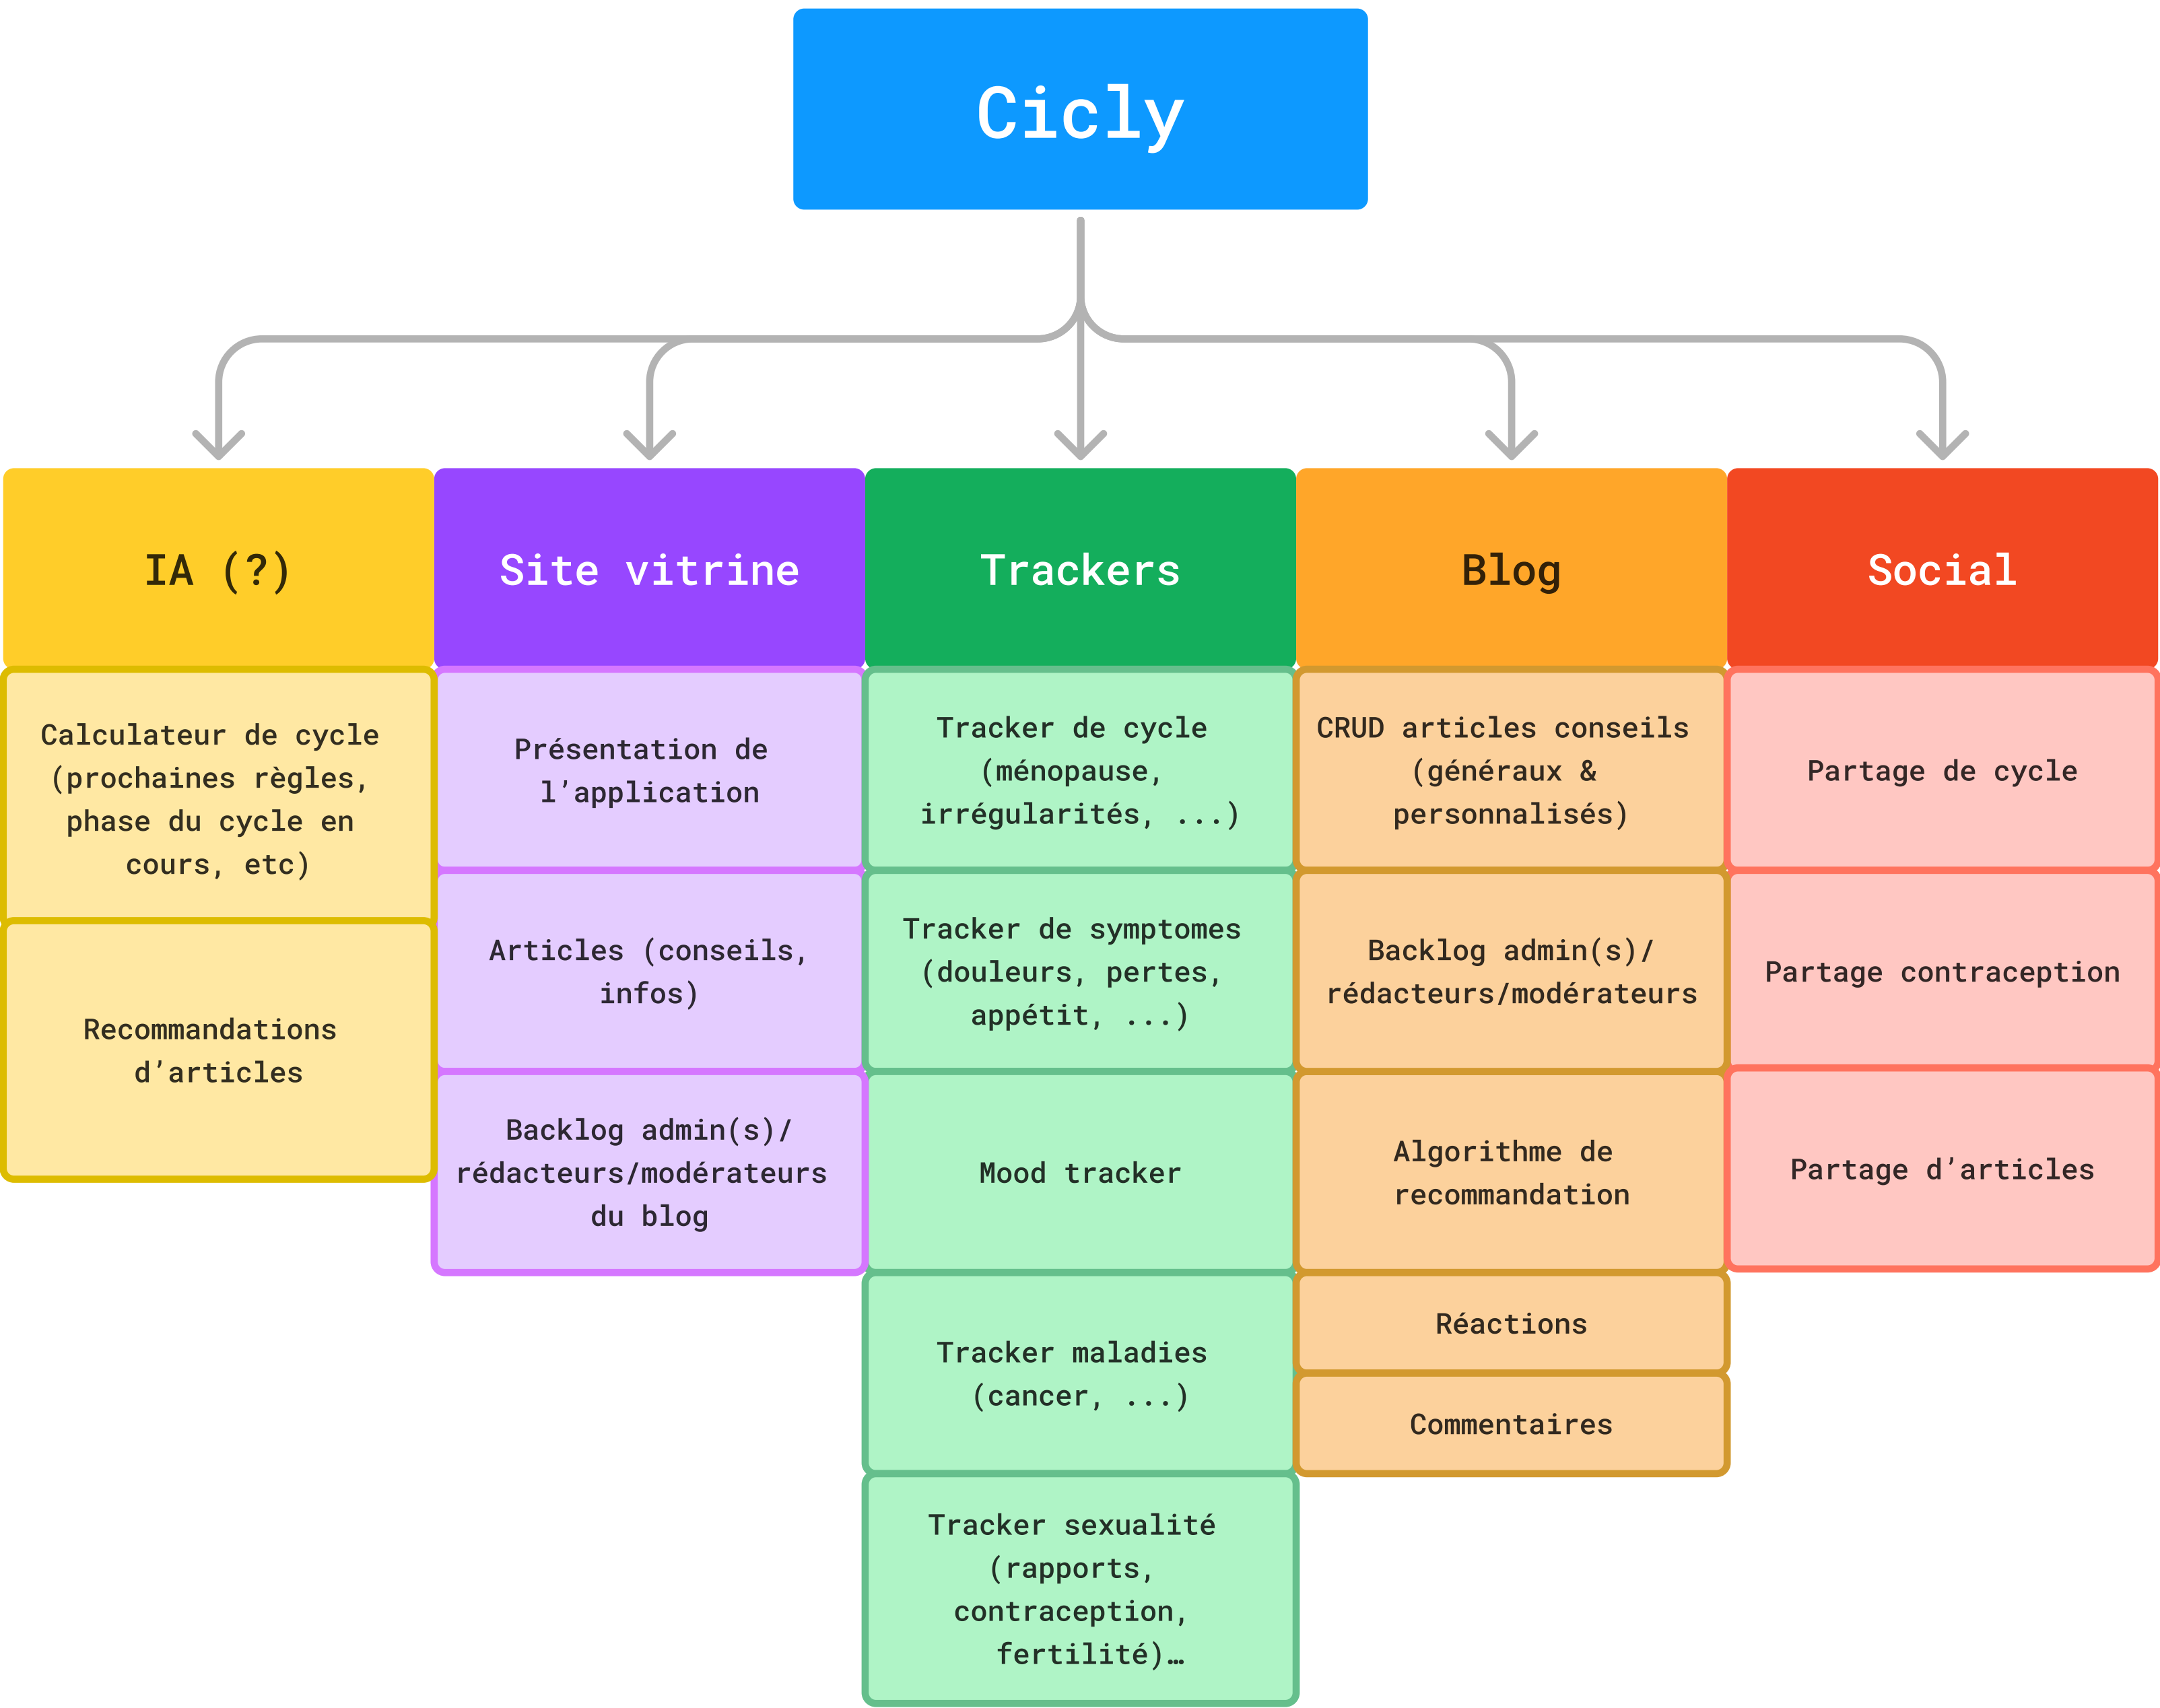 Cicly
IA (?)
Site vitrine
Trackers
Blog
Social
Calculateur de cycle
(prochaines règles,
phase du cycle en
cours, etc)
Recommandations
d’articles
Présentation de
l’application
Articles (conseils,
infos)
Backlog admin(s)/
rédacteurs/modérateurs
du blog
Tracker de cycle
(ménopause,
irrégularités, ...)
Tracker de symptomes
(douleurs, pertes,
appétit, ...)
Mood tracker
Tracker maladies
(cancer, ...)
Tracker sexualité
(rapports,
contraception,
fertilité)…
CRUD articles conseils
(généraux &
personnalisés)
Backlog admin(s)/
rédacteurs/modérateurs
Algorithme de
recommandation
Réactions
Commentaires
Partage de cycle
Partage contraception
Partage d’articles